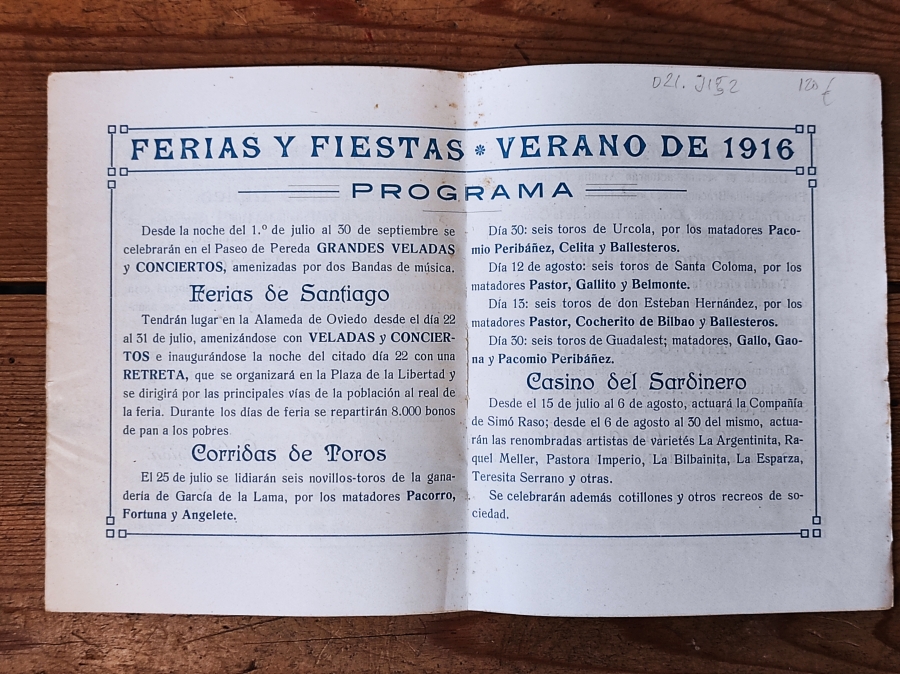 FERIAS Y FIESTAS * VERANO DE 1916
PROGRAMA
Desde la noche del 1.º de julio al 30 de septiembre se
celebrarán en el Paseo de Pereda GRANDES VELADAS
y CONCIERTOS, amenizadas por dos Bandas de música.
Ferias de Santiago
Tendrán lugar en la Alameda de Oviedo desde el día 22
al 31 de julio, amenizándose con VELADAS y CONCIER-
TOS e inaugurándose la noche del citado día 22 con una
RETRETA, que se organizará en la Plaza de la Libertad y
se dirigirá por las principales vías de la población al real de
la feria. Durante los días de feria se repartirán 8.000 bonos
de pan a los pobres
Corridas de Toros
El 25 de julio se lidiarán seis novillos-toros de la gana-
dería de García de la Lama, por los matadores Pacorro,
Fortuna y Angelete.
Día 30: seis toros de Urcola, por los matadores Paco-
mio Peribáñez, Celita y Ballesteros.
Día 12 de agosto: seis toros de Santa Coloma, por los
matadores Pastor, Gallito y Belmonte.
Día 13: seis toros de don Esteban Hernández, por los
matadores Pastor, Cocherito de Bilbao y Ballesteros.
Día 30: seis toros de Guadalest; matadores, Gallo, Gao-
na y Pacomio Peribáñez.
Casino del Sardinero
Desde el 15 de julio al 6 de agosto, actuará la Compañía
de Simó Raso; desde el 6 de agosto al 30 del mismo, actua-
rán las renombradas artistas de varietés La Argentinita, Ra-
quel Meller, Pastora Imperio, La Bilbainita, La Esparza,
Teresita Serrano y otras.
Se celebrarán además cotillones y otros recreos de so-
ciedad.